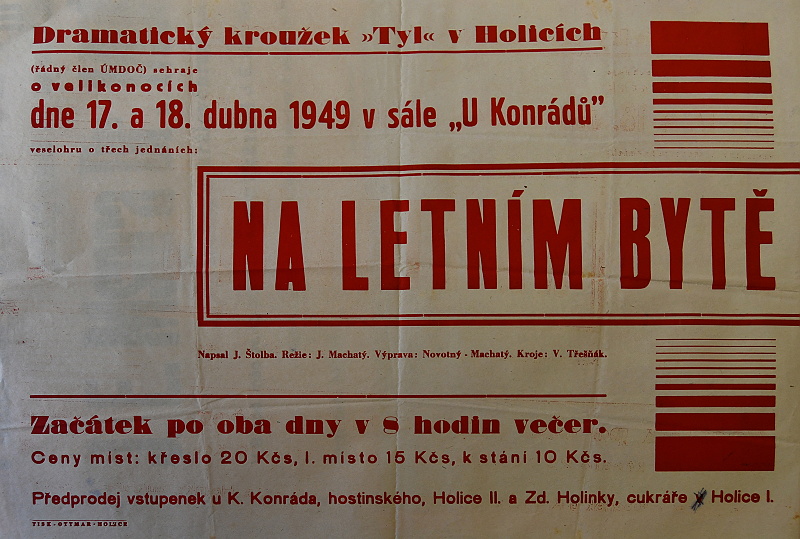 Dramatický kroužek »Tyl« v Holicích
(řádný člen ÚMDOČ) sehraje
o velikonocích
dne 17. a 18. dubna 1949 v sále „U Konrádů”
veselohru o třech jednáních:
NA LETNÍM BYTĚ
Napsal J. Štolba. Režie: J. Machatý. Výprava: Novotný - Machatý. Kroje: V. Třešňák.
Začátek po oba dny v 8 hodin večer.
Ceny míst: křeslo 20 Kčs, I. místo 15 Kčs, k stání 10 Kčs.
Předprodej vstupenek u K. Konráda, hostinského, Holice II. a Zd. Holinky, cukráře v Holice I.
TISK - OTTMAR - HOLICE